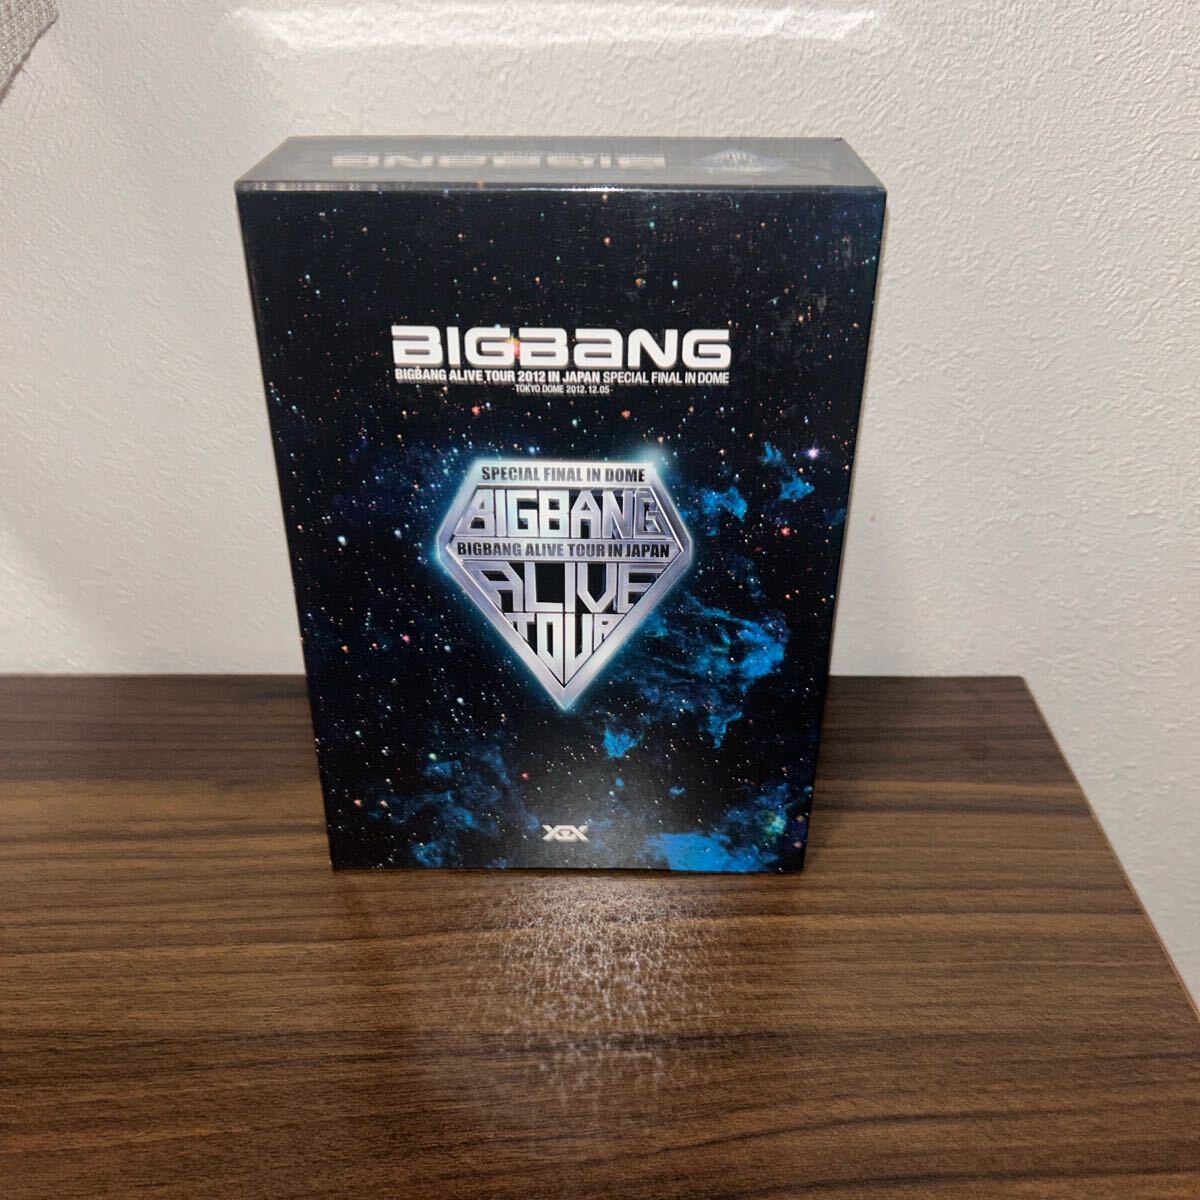 BIGBANG
BIGBANG
BIGBANG ALIVE TOUR 2012 IN JAPAN SPECIAL FINAL IN DOME
-TOKYO DOME 2012.12.05-
SPECIAL FINAL IN DOME
BIGBANG
BIGBANG ALIVE TOUR IN JAPAN
ALIVE
TOUR